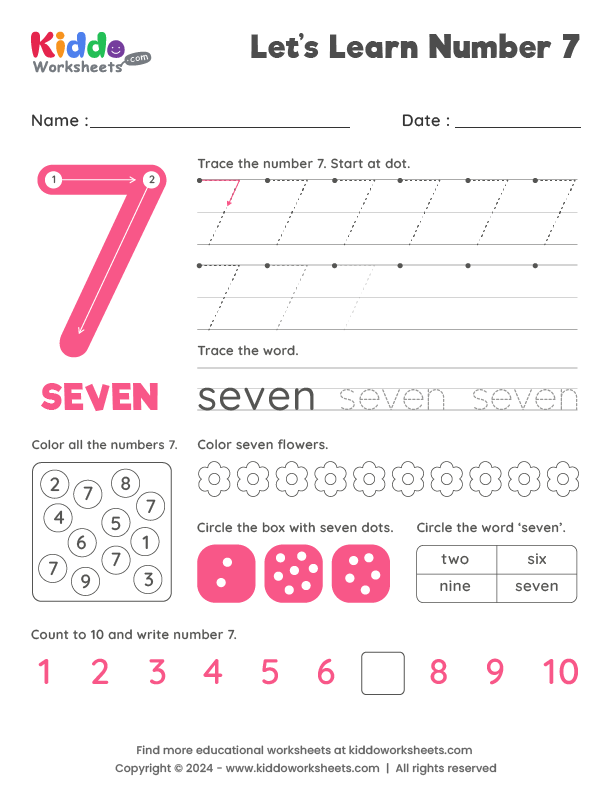 Kiddo
Worksheets .com
Let's Learn Number 7
Name :
Date :
1 2
SEVEN
Trace the number 7. Start at dot.
Trace the word.
seven seven seven
Color all the numbers 7.
2 7 8 7
4 5
6 1
7 7
9 3
Color seven flowers.
Circle the box with seven dots.
Circle the word ‘seven’.
two six
nine seven
Count to 10 and write number 7.
1 2 3 4 5 6 8 9 10
Find more educational worksheets at kiddoworksheets.com
Copyright © 2024 - www.kiddoworksheets.com | All rights reserved